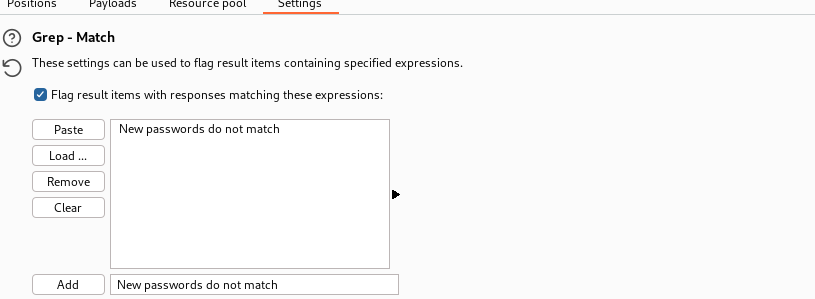 Positions Payloads Resource pool Settings
Grep - Match
These settings can be used to flag result items containing specified expressions.
Flag result items with responses matching these expressions:
Paste
New passwords do not match
Load ...
Remove
Clear
Add
New passwords do not match